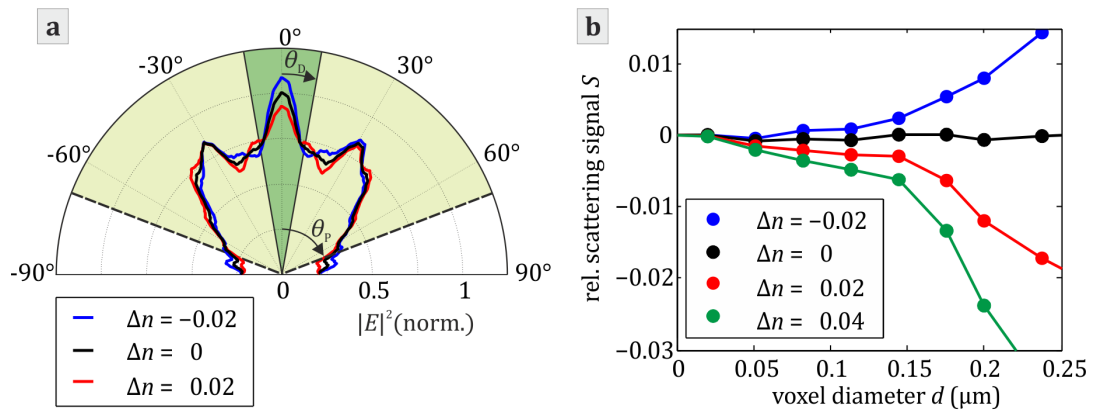 a
0°
-30°
30°
θD
-60°
60°
θP
-90°
90°
0
0.5
1
|E|²(norm.)
Δn = −0.02
Δn = 0
Δn = 0.02
b
rel. scattering signal S
0.01
0
−0.01
−0.02
−0.03
Δn = −0.02
Δn = 0
Δn = 0.02
Δn = 0.04
0
0.05
0.1
0.15
0.2
0.25
voxel diameter d (μm)